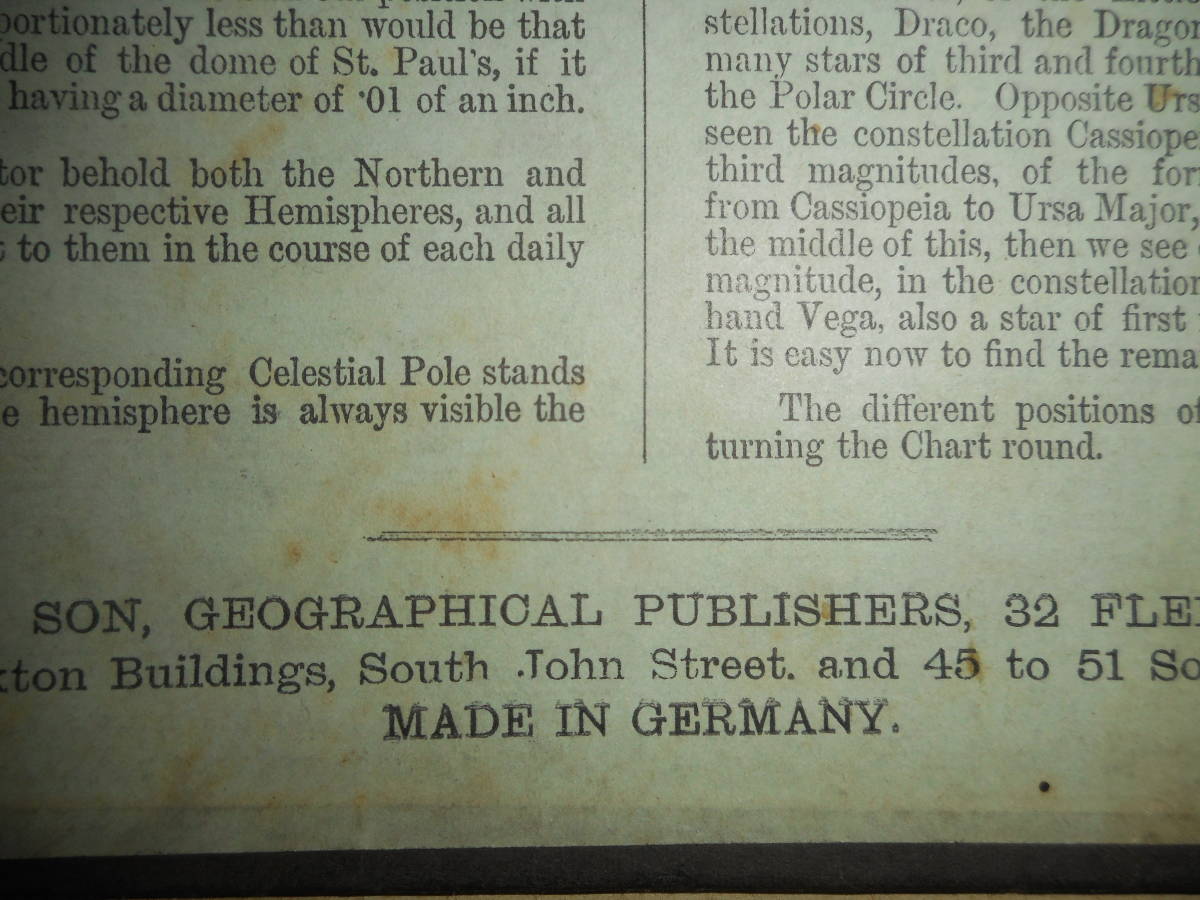 portionately less than would be that
dle of the dome of St. Paul's, if it
having a diameter of ·01 of an inch.
tor behold both the Northern and
eir respective Hemispheres, and all
to them in the course of each daily
corresponding Celestial Pole stands
e hemisphere is always visible the
stellations, Draco, the Dragon
many stars of third and fourth
the Polar Circle. Opposite Urs
seen the constellation Cassiope
third magnitudes, of the for
from Cassiopeia to Ursa Major,
the middle of this, then we see
magnitude, in the constellation
hand Vega, also a star of first
It is easy now to find the rema
The different positions of
turning the Chart round.
SON, GEOGRAPHICAL PUBLISHERS, 32 FLE
xton Buildings, South John Street. and 45 to 51 So
MADE IN GERMANY.